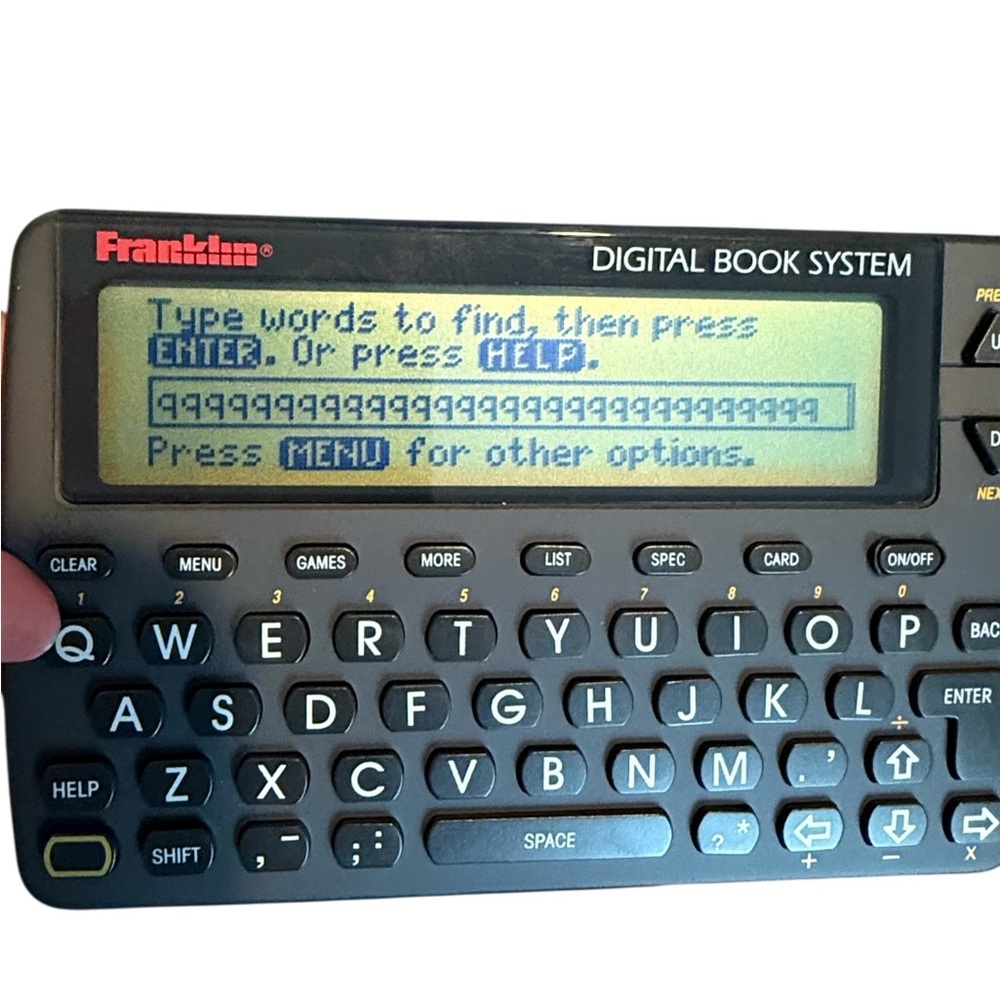 Franklin®
DIGITAL BOOK SYSTEM
Type words to find, then press
ENTER. Or press HELP.
qqqqqqqqqqqqqqqqqqqqqqqqqqqqqq
Press MENU for other options.
CLEAR MENU GAMES MORE LIST SPEC CARD ON/OFF
1 2 3 4 5 6 7 8 9 0
Q W E R T Y U I O P
A S D F G H J K L ENTER
÷
HELP Z X C V B N M . ’
SHIFT , – ; : SPACE ? *
+ – X